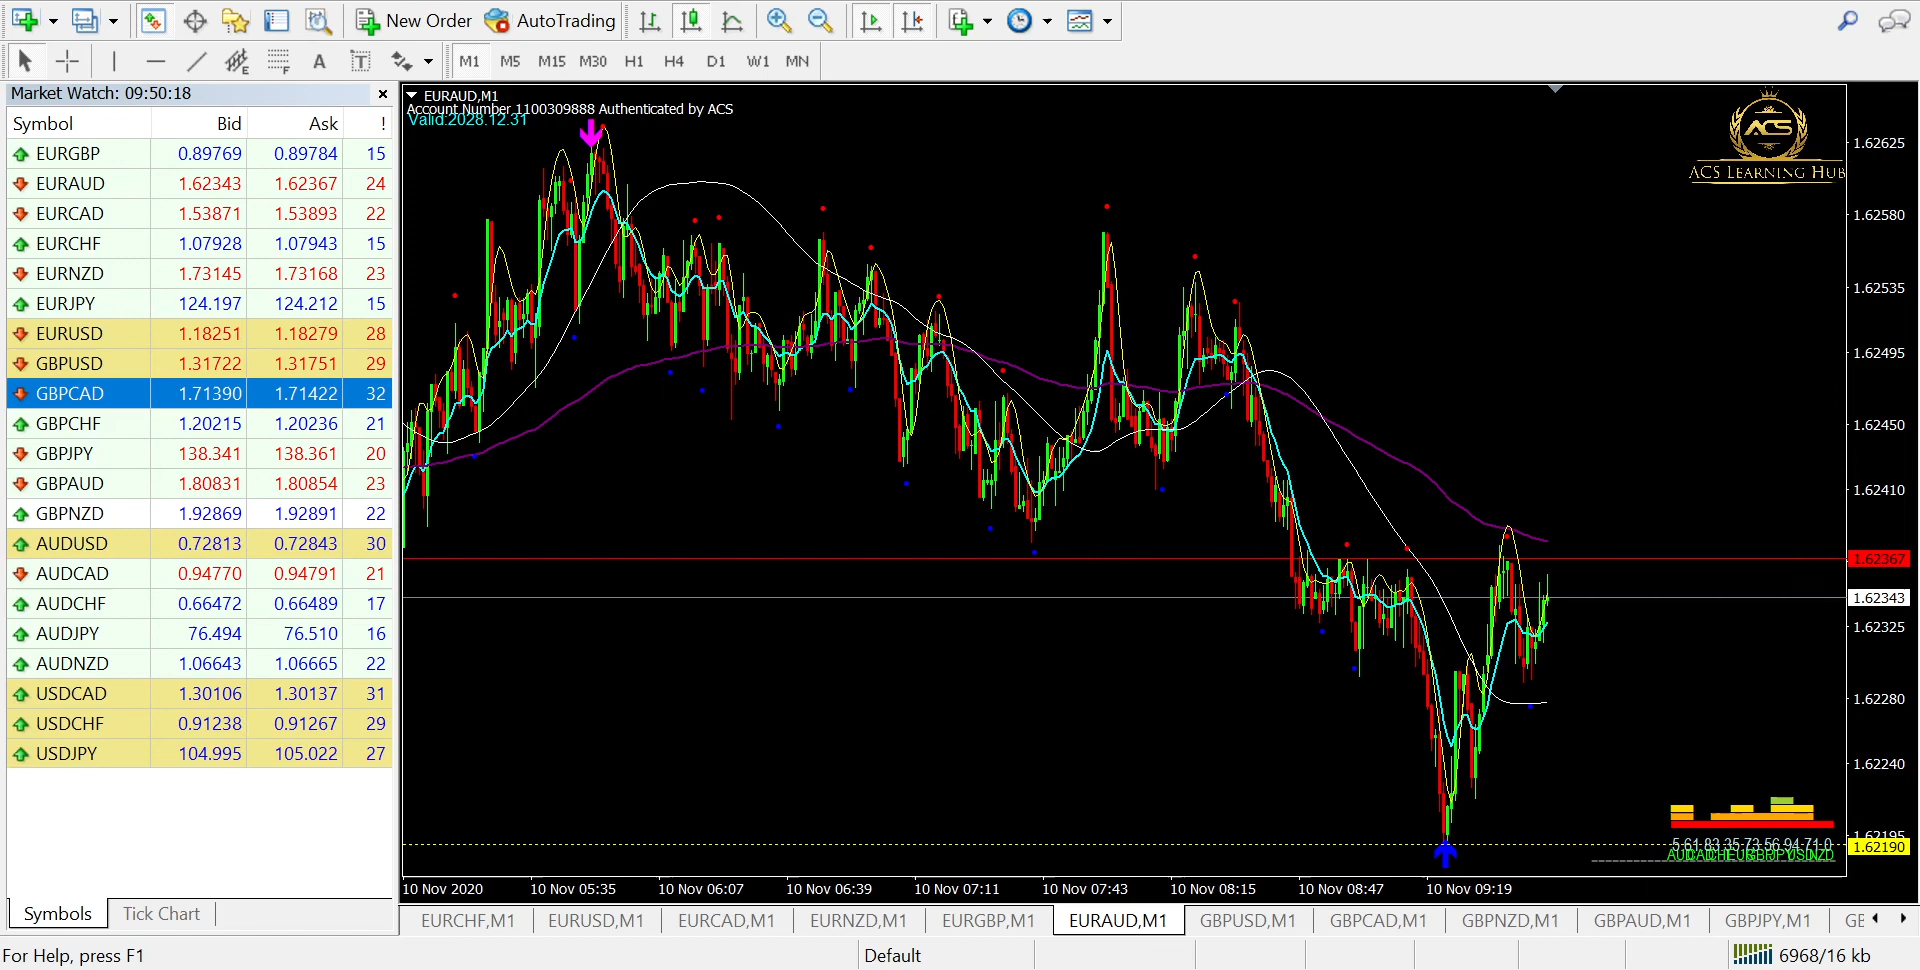 New Order AutoTrading
A T
M1 M5 M15 M30 H1 H4 D1 W1 MN
Market Watch: 09:50:18
Symbol Bid Ask !
EURGBP 0.89769 0.89784 15
EURAUD 1.62343 1.62367 24
EURCAD 1.53871 1.53893 22
EURCHF 1.07928 1.07943 15
EURNZD 1.73145 1.73168 23
EURJPY 124.197 124.212 15
EURUSD 1.18251 1.18279 28
GBPUSD 1.31722 1.31751 29
GBPCAD 1.71390 1.71422 32
GBPCHF 1.20215 1.20236 21
GBPJPY 138.341 138.361 20
GBPAUD 1.80831 1.80854 23
GBPNZD 1.92869 1.92891 22
AUDUSD 0.72813 0.72843 30
AUDCAD 0.94770 0.94791 21
AUDCHF 0.66472 0.66489 17
AUDJPY 76.494 76.510 16
AUDNZD 1.06643 1.06665 22
USDCAD 1.30106 1.30137 31
USDCHF 0.91238 0.91267 29
USDJPY 104.995 105.022 27
Symbols Tick Chart
EURAUD,M1
Account Number 1100309888 Authenticated by ACS
Valid:2028.12.31
ACS
ACS Learning Hub
1.62625
1.62580
1.62535
1.62495
1.62450
1.62410
1.62367
1.62343
1.62325
1.62280
1.62240
1.62195
1.62190
10 Nov 2020 10 Nov 05:35 10 Nov 06:07 10 Nov 06:39 10 Nov 07:11 10 Nov 07:43 10 Nov 08:15 10 Nov 08:47 10 Nov 09:19
EURCHF,M1 EURUSD,M1 EURCAD,M1 EURNZD,M1 EURGBP,M1 EURAUD,M1 GBPUSD,M1 GBPCAD,M1 GBPNZD,M1 GBPAUD,M1 GBPJPY,M1 GE
For Help, press F1 Default 6968/16 kb